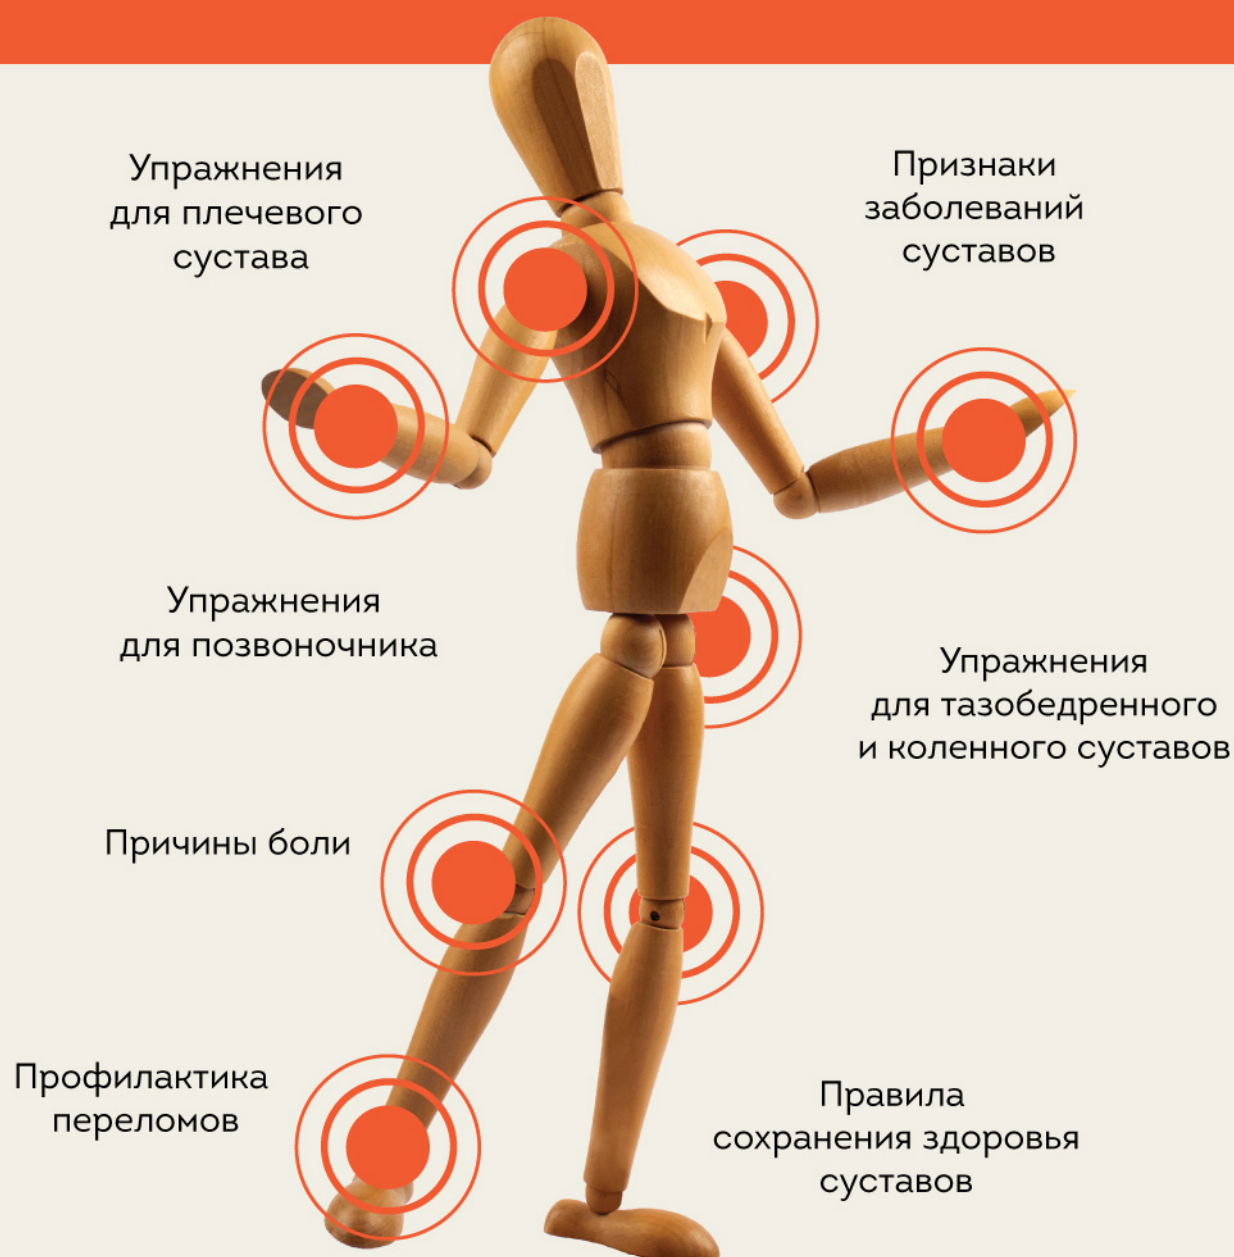 Упражнения
для плечевого
сустава
Признаки
заболеваний
суставов
Упражнения
для позвоночника
Упражнения
для тазобедренного
и коленного суставов
Причины боли
Профилактика
переломов
Правила
сохранения здоровья
суставов